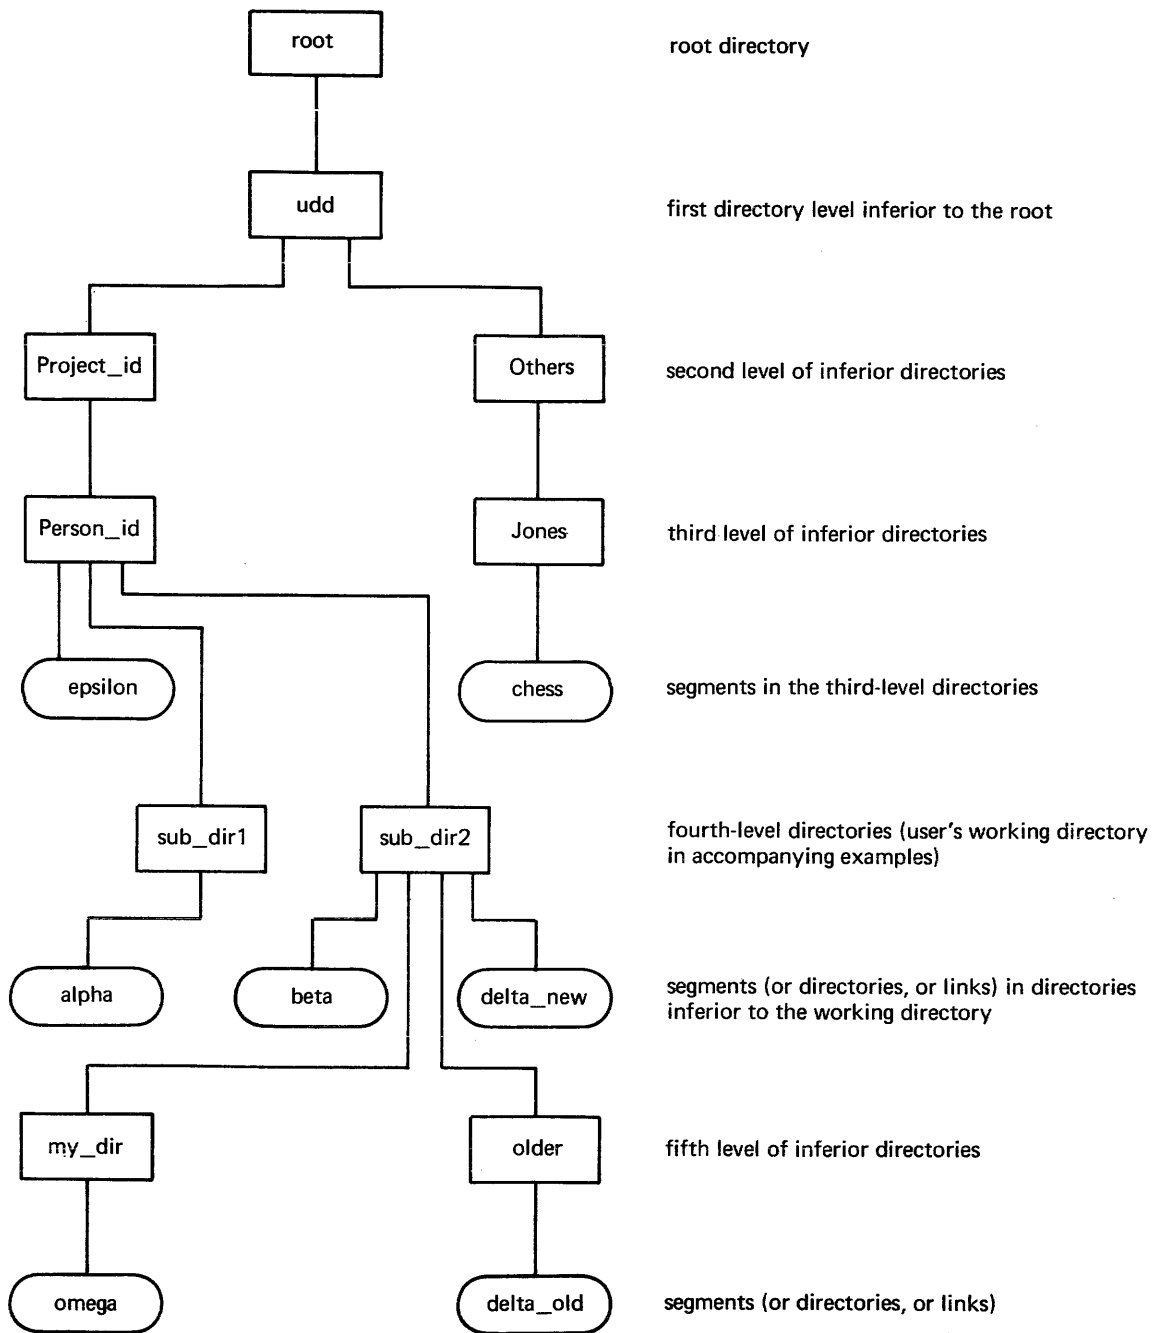 root
root directory
udd
first directory level inferior to the root
Project_id
Others
second level of inferior directories
Person_id
Jones
third level of inferior directories
epsilon
chess
segments in the third-level directories
sub_dir1
sub_dir2
fourth-level directories (user's working directory
in accompanying examples)
alpha
beta
delta_new
segments (or directories, or links) in directories
inferior to the working directory
my_dir
older
fifth level of inferior directories
omega
delta_old
segments (or directories, or links)